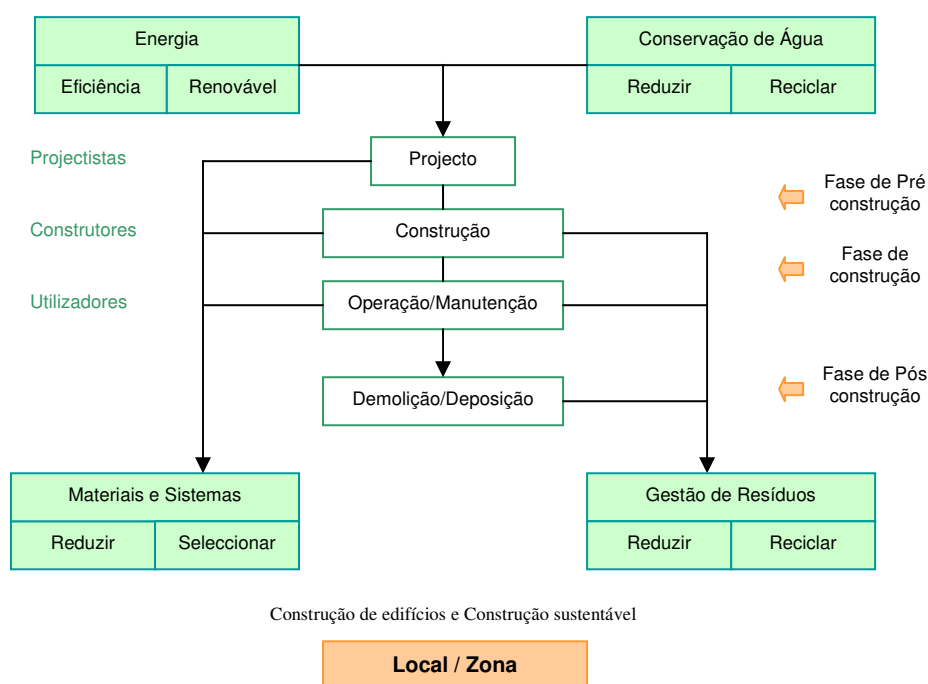 Energia
Conservação de Água
Eficiência
Renovável
Reduzir
Reciclar
Projectistas
Projecto
Fase de Pré
construção
Construtores
Construção
Fase de
construção
Utilizadores
Operação/Manutenção
Demolição/Deposição
Fase de Pós
construção
Materiais e Sistemas
Gestão de Resíduos
Reduzir
Seleccionar
Reduzir
Reciclar
Construção de edifícios e Construção sustentável
Local / Zona